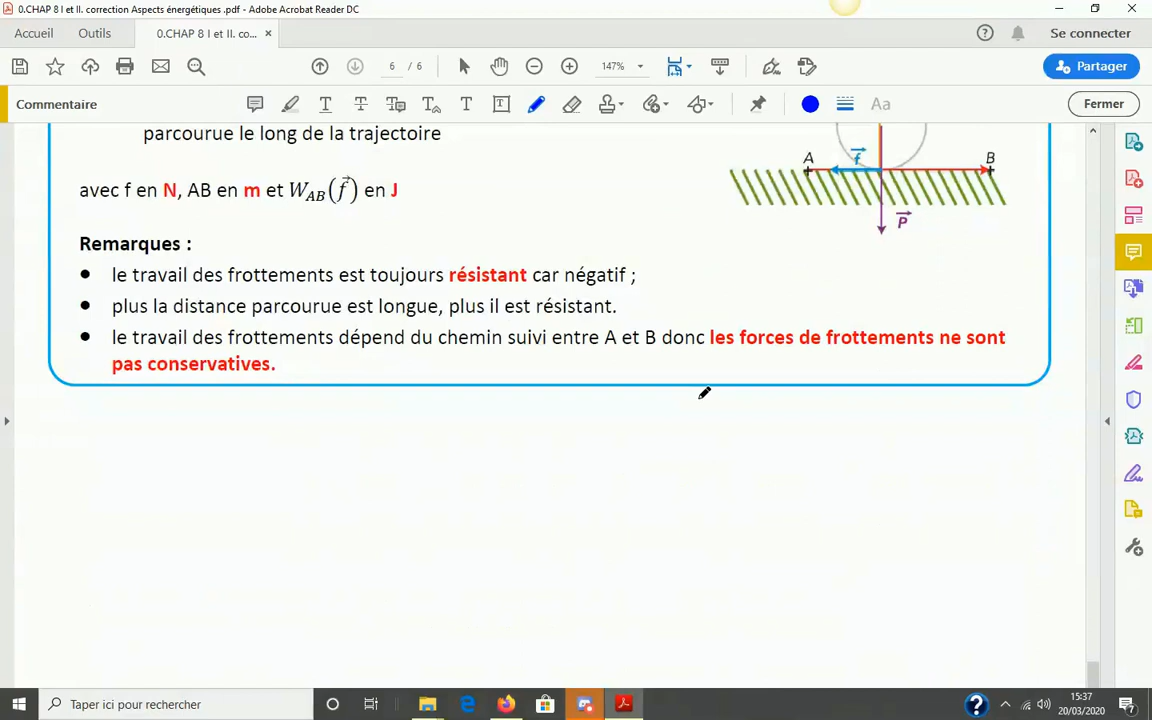 0.CHAP 8 I et II. correction Aspects énergétiques .pdf - Adobe Acrobat Reader DC
Accueil Outils 0.CHAP 8 I et II. co... × Se connecter
6 / 6 147% Partager
Commentaire T T T T T Aa Fermer
parcourue le long de la trajectoire
f
A B
avec f en N, AB en m et W_AB(f⃗) en J
P
Remarques :
● le travail des frottements est toujours résistant car négatif ;
● plus la distance parcourue est longue, plus il est résistant.
● le travail des frottements dépend du chemin suivi entre A et B donc les forces de frottements ne sont
pas conservatives.
Taper ici pour rechercher
15:37
20/03/2020
7